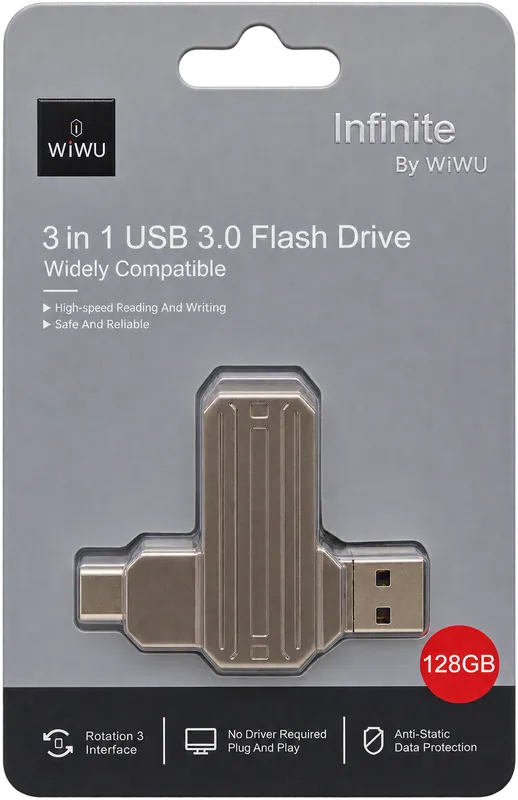 WiWU
Infinite
By WiWU
3 in 1 USB 3.0 Flash Drive
Widely Compatible
High-speed Reading And Writing
Safe And Reliable
128GB
Rotation 3
Interface
No Driver Required
Plug And Play
Anti-Static
Data Protection